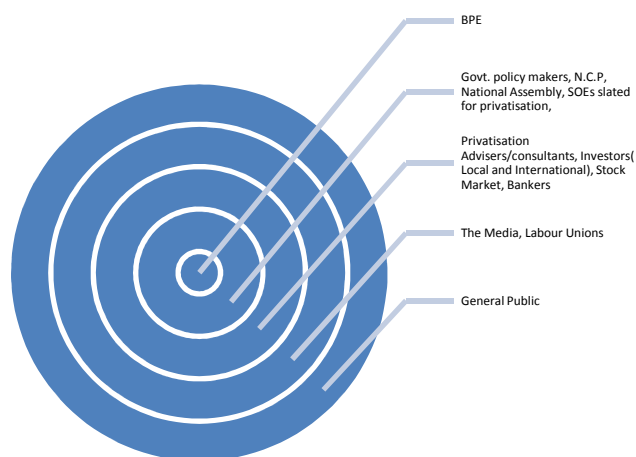 BPE
Govt. policy makers, N.C.P,
National Assembly, SOEs slated
for privatisation,
Privatisation
Advisers/consultants, Investors(
Local and International), Stock
Market, Bankers
The Media, Labour Unions
General Public